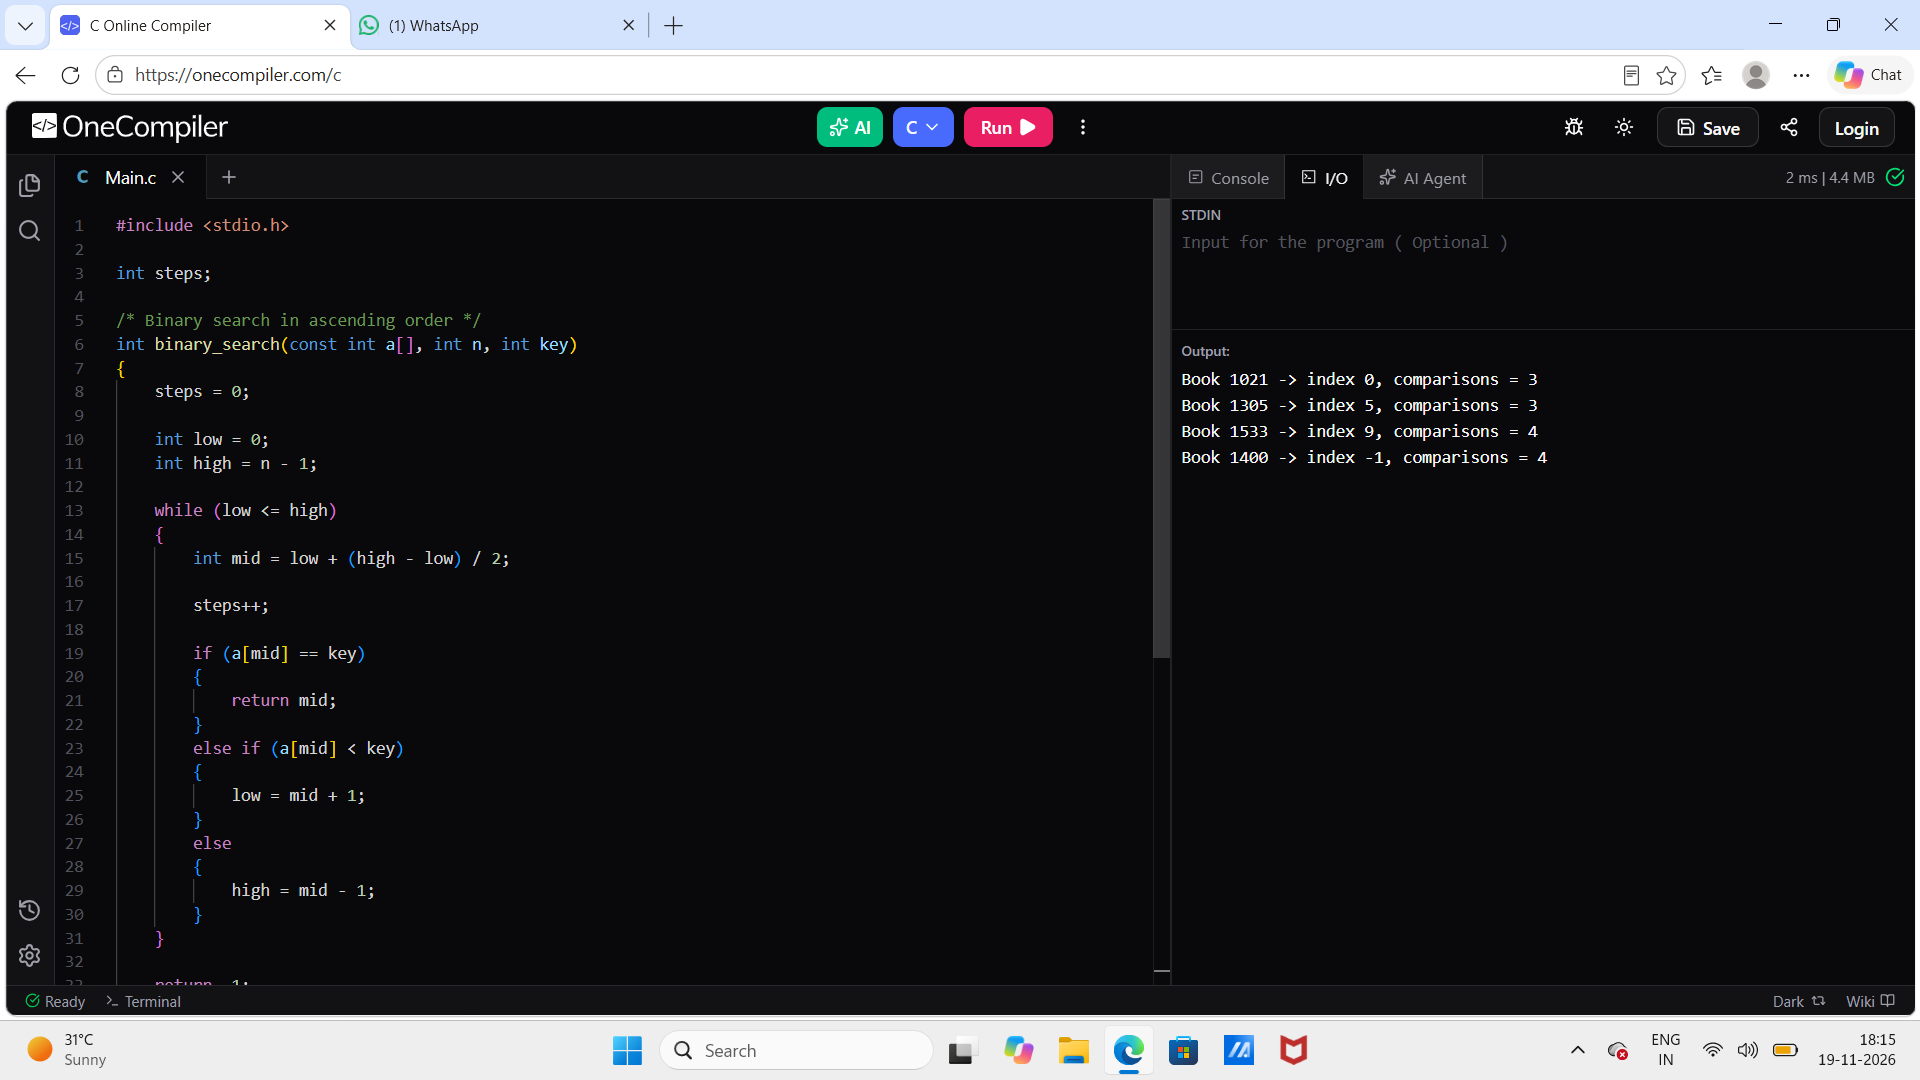 C Online Compiler
(1) WhatsApp
https://onecompiler.com/c
Chat
</> OneCompiler
AI
C
Run
Save
Login
C Main.c
Console
I/O
AI Agent
2 ms | 4.4 MB
1 #include <stdio.h>
2
3 int steps;
4
5 /* Binary search in ascending order */
6 int binary_search(const int a[], int n, int key)
7 {
8 steps = 0;
9
10 int low = 0;
11 int high = n - 1;
12
13 while (low <= high)
14 {
15 int mid = low + (high - low) / 2;
16
17 steps++;
18
19 if (a[mid] == key)
20 {
21 return mid;
22 }
23 else if (a[mid] < key)
24 {
25 low = mid + 1;
26 }
27 else
28 {
29 high = mid - 1;
30 }
31 }
32
STDIN
Input for the program ( Optional )
Output:
Book 1021 -> index 0, comparisons = 3
Book 1305 -> index 5, comparisons = 3
Book 1533 -> index 9, comparisons = 4
Book 1400 -> index -1, comparisons = 4
Ready
Terminal
Dark
Wiki
31°C
Sunny
Search
ENG
IN
18:15
19-11-2026